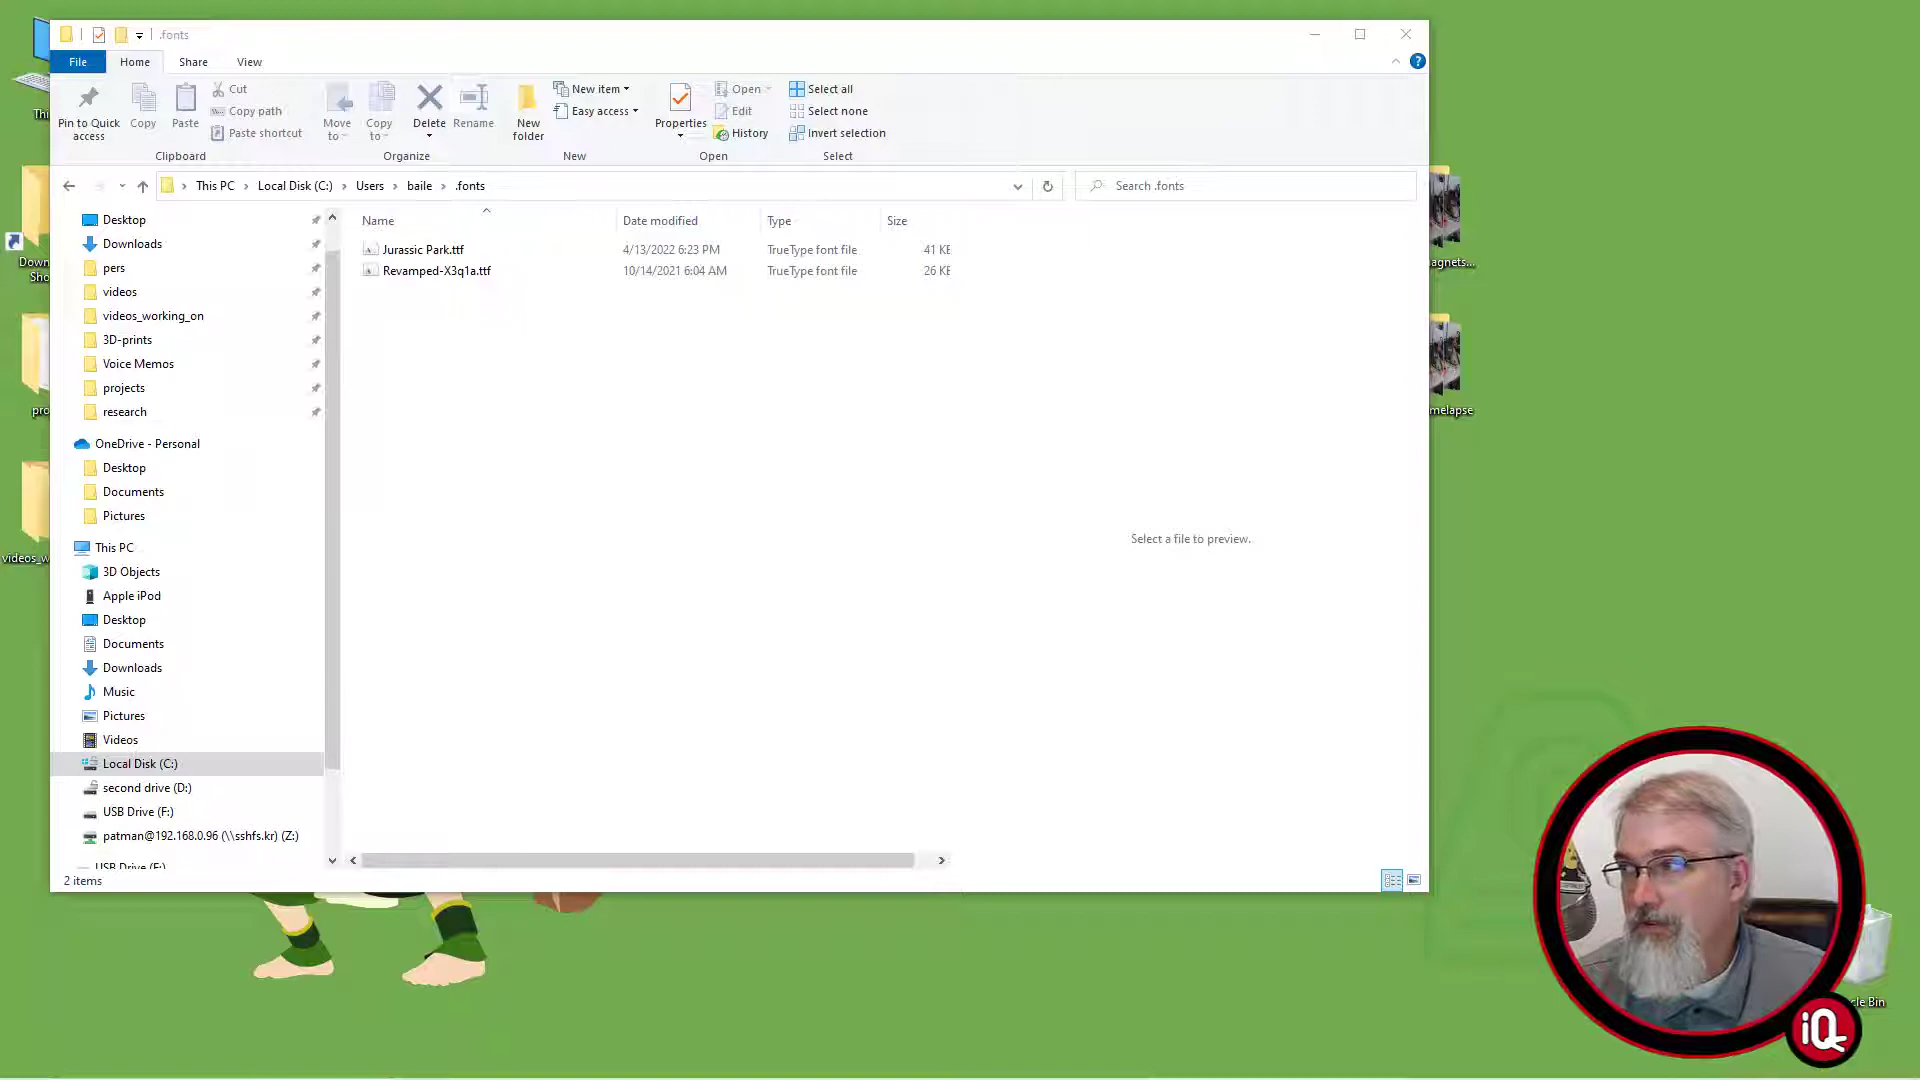 .fonts
File
Home
Share
View
Pin to Quick access
Copy
Paste
Cut
Copy path
Paste shortcut
Move to
Copy to
Delete
Rename
New folder
New item
Easy access
Properties
Open
Edit
History
Select all
Select none
Invert selection
Clipboard
Organize
New
Open
Select
This PC
Local Disk (C:)
Users
baile
.fonts
Search .fonts
Desktop
Downloads
pers
videos
videos_working_on
3D-prints
Voice Memos
projects
research
OneDrive - Personal
Desktop
Documents
Pictures
This PC
3D Objects
Apple iPod
Desktop
Documents
Downloads
Music
Pictures
Videos
Local Disk (C:)
second drive (D:)
USB Drive (F:)
patman@192.168.0.96 (\\sshfs.kr) (Z:)
Name
Date modified
Type
Size
Jurassic Park.ttf
4/13/2022 6:23 PM
TrueType font file
41 KB
Revamped-X3q1a.ttf
10/14/2021 6:04 AM
TrueType font file
26 KB
Select a file to preview.
2 items
iQ